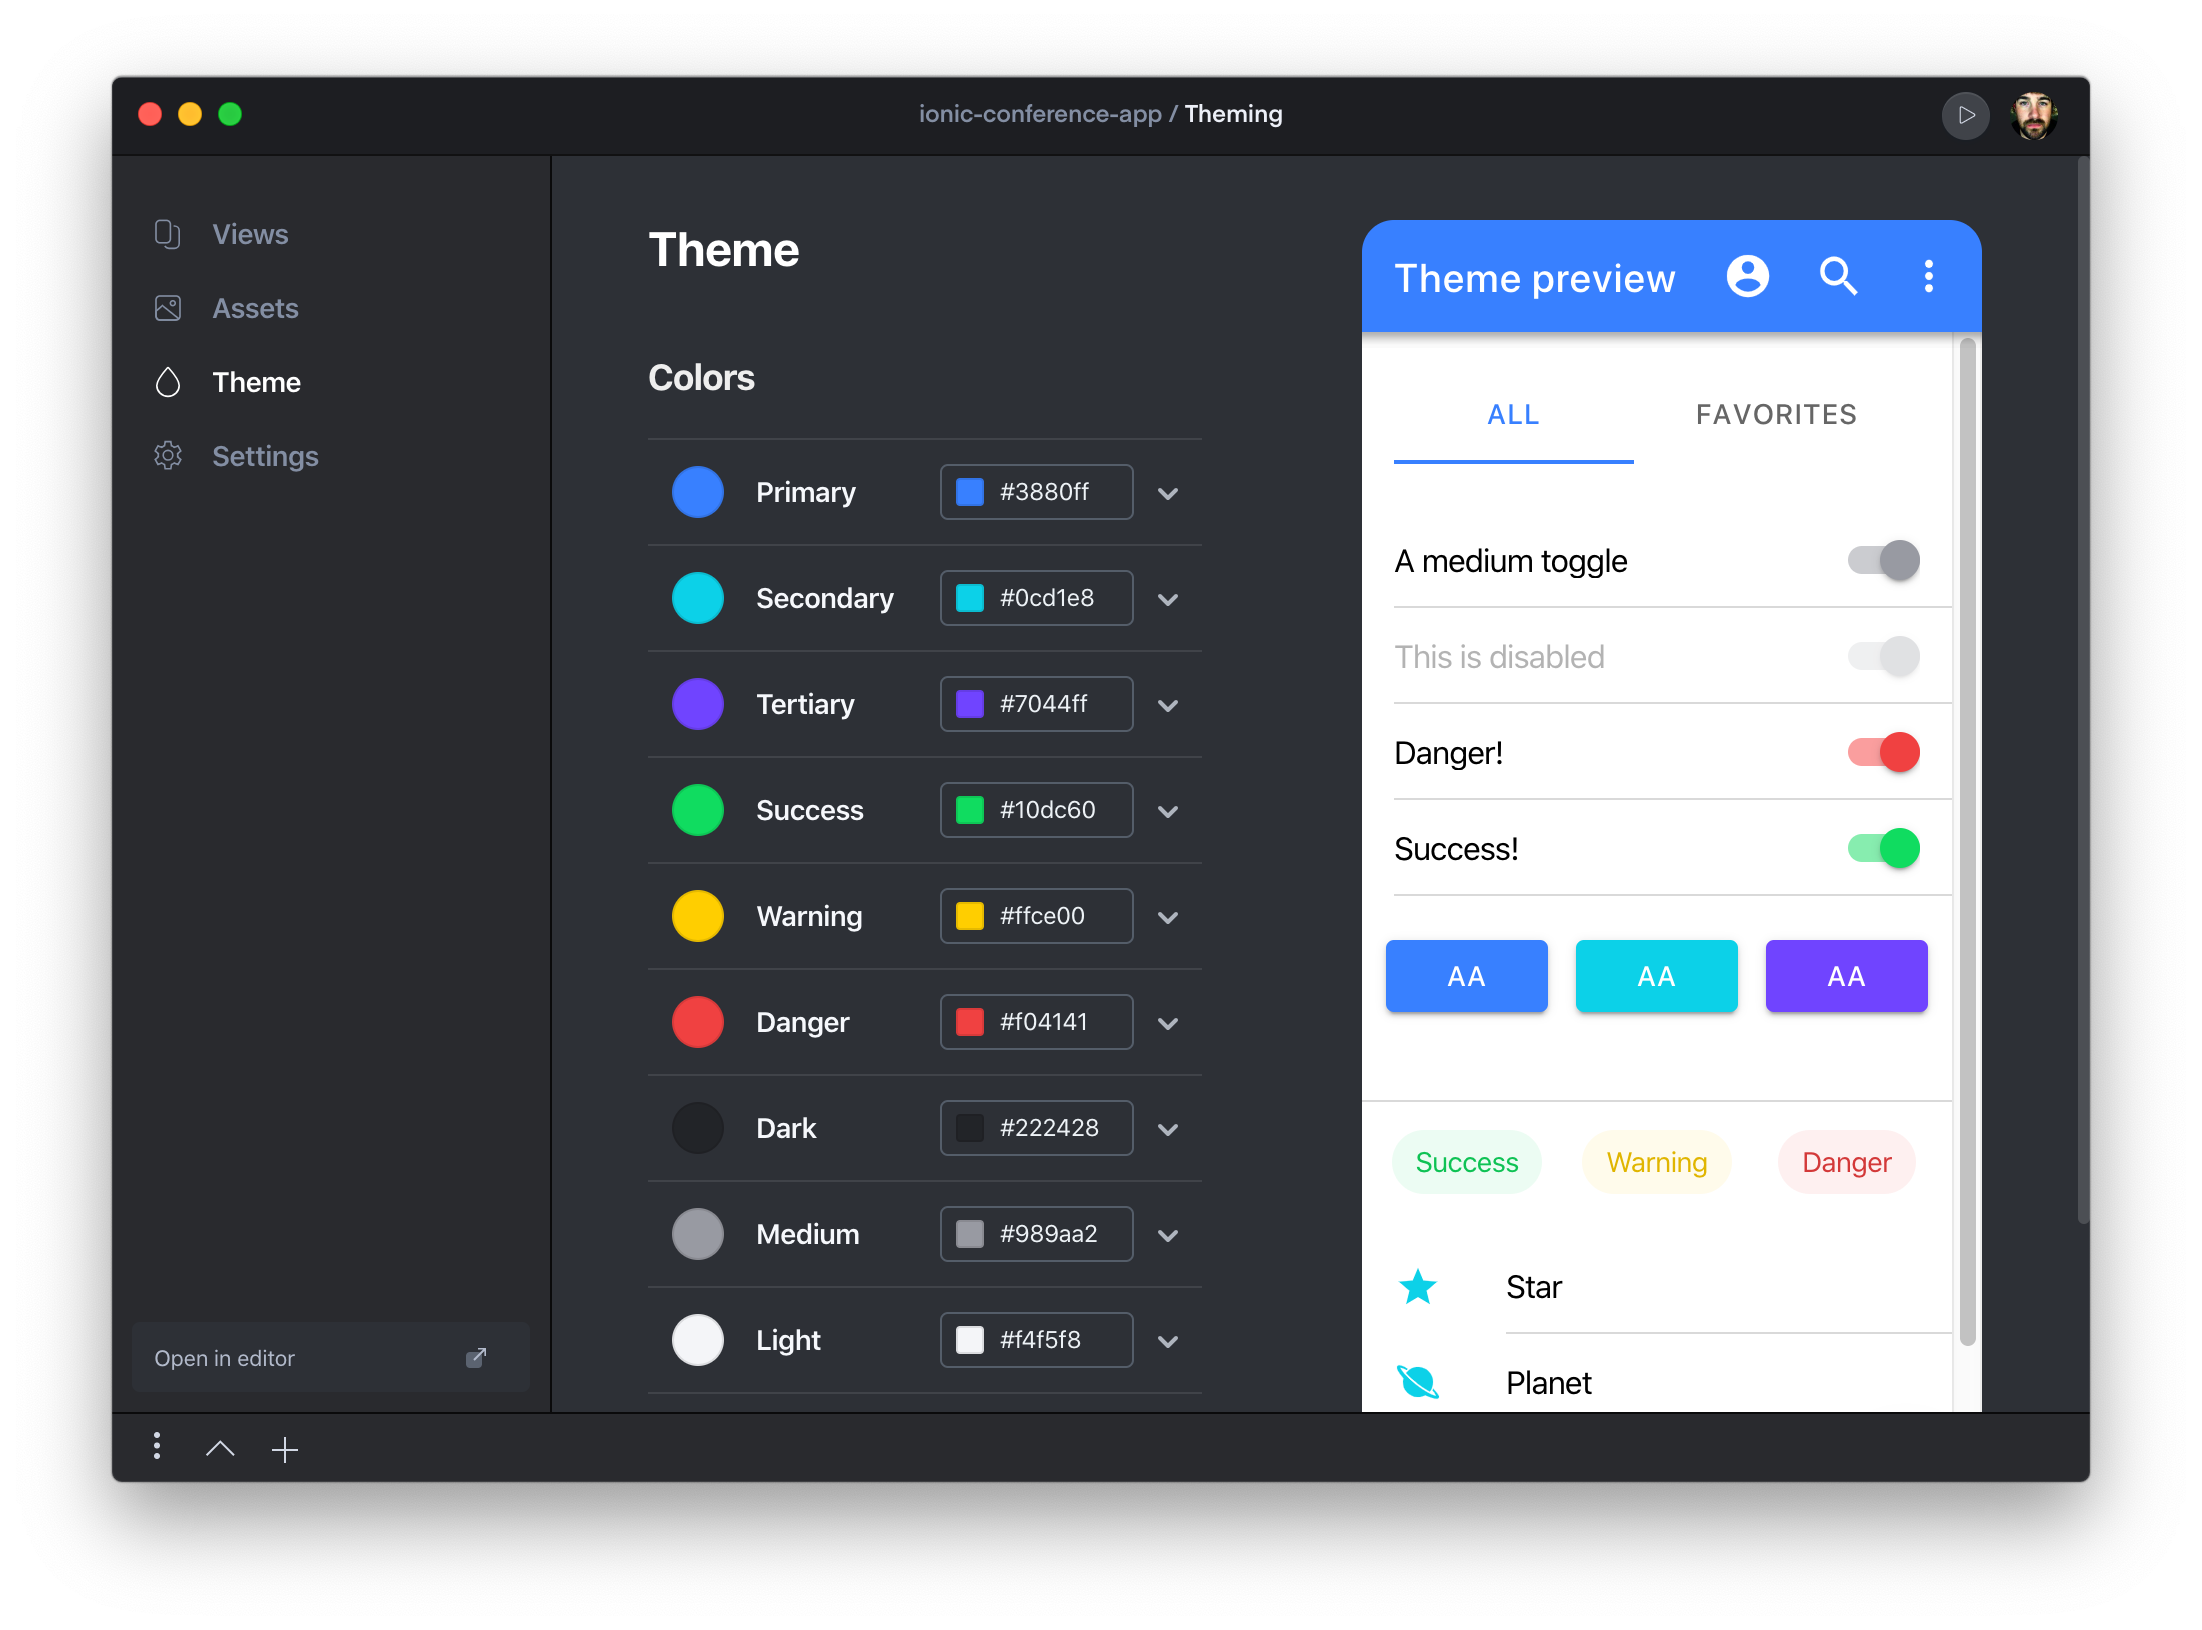 ionic-conference-app / Theming
Views
Assets
Theme
Settings
Open in editor
Theme
Colors
Primary #3880ff
Secondary #0cd1e8
Tertiary #7044ff
Success #10dc60
Warning #ffce00
Danger #f04141
Dark #222428
Medium #989aa2
Light #f4f5f8
Theme preview
ALL FAVORITES
A medium toggle
This is disabled
Danger!
Success!
AA AA AA
Success Warning Danger
Star
Planet